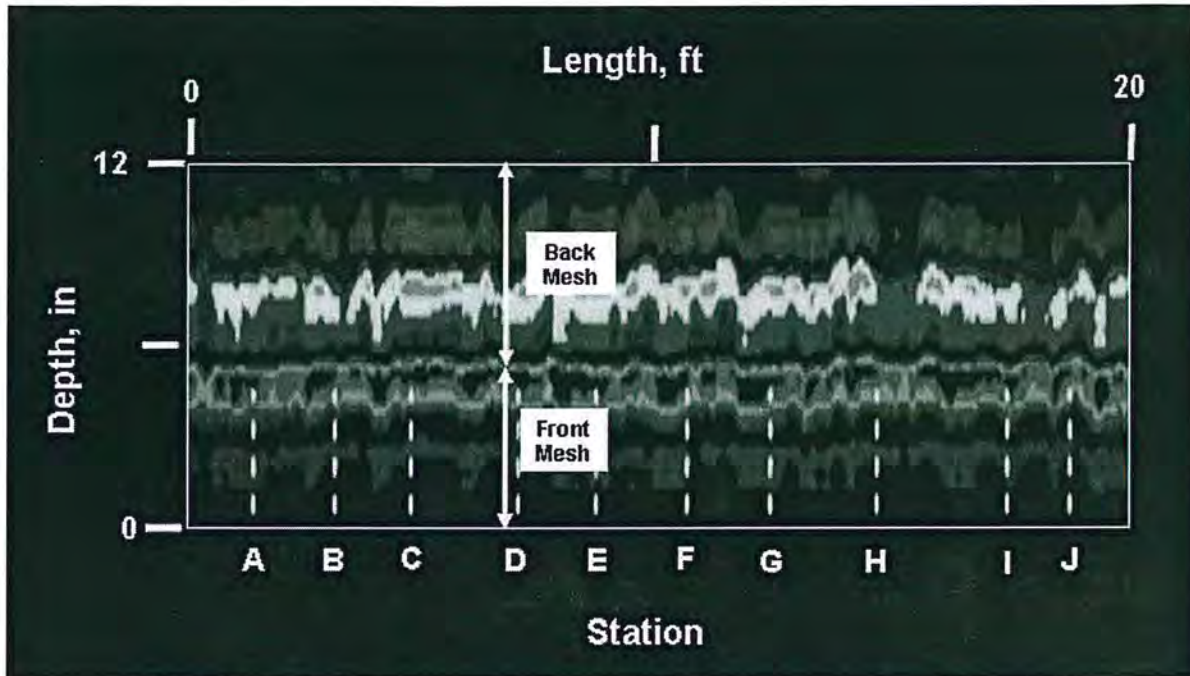 Length, ft
0
20
12
Depth, in
Back
Mesh
Front
Mesh
0
A B C D E F G H I J
Station